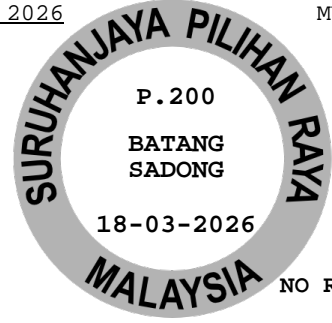 2026
M
SURUHANJAYA PILIHAN RAYA
P.200
BATANG
SADONG
18-03-2026
MALAYSIA
NO R